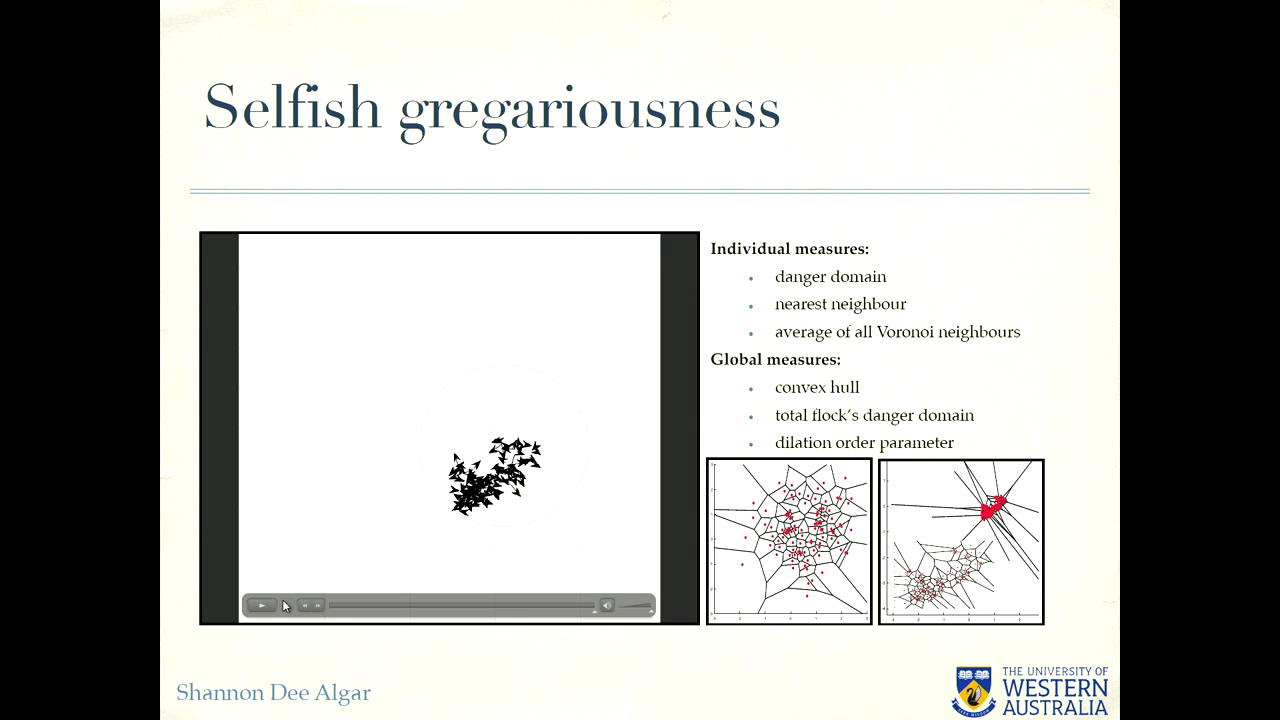 Selfish gregariousness
Individual measures:
• danger domain
• nearest neighbour
• average of all Voronoi neighbours
Global measures:
• convex hull
• total flock's danger domain
• dilation order parameter
Shannon Dee Algar
THE UNIVERSITY OF
WESTERN
AUSTRALIA